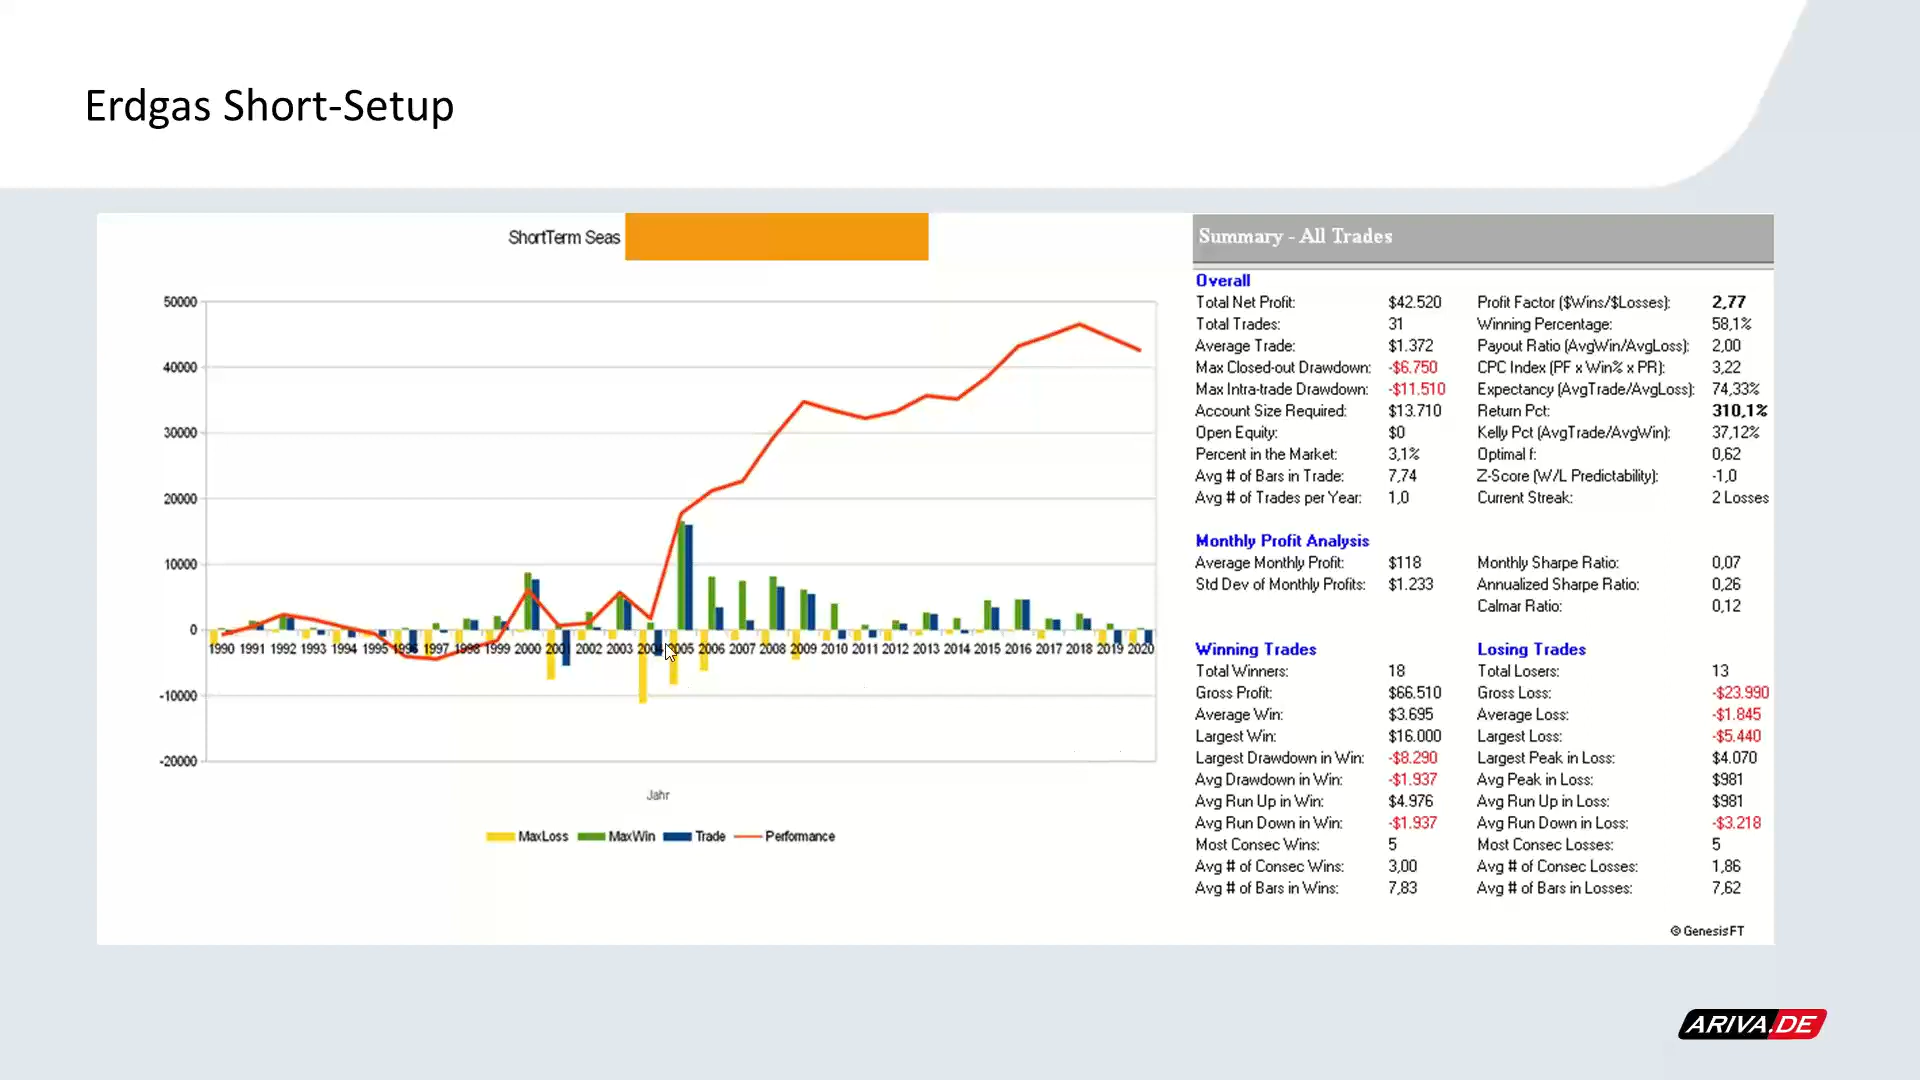 Erdgas Short-Setup
ShortTerm Seas
50000
40000
30000
20000
10000
0
-10000
-20000
1990 1991 1992 1993 1994 1995 1996 1997 1998 1999 2000 2001 2002 2003 2004 2005 2006 2007 2008 2009 2010 2011 2012 2013 2014 2015 2016 2017 2018 2019 2020
Jahr
MaxLoss MaxWin Trade Performance
Summary - All Trades
Overall
Total Net Profit: $42.520 Profit Factor ($Wins/$Losses): 2,77
Total Trades: 31 Winning Percentage: 58,1%
Average Trade: $1.372 Payout Ratio (AvgWin/AvgLoss): 2,00
Max Closed-out Drawdown: -$6.750 CPC Index (PF x Win% x PR): 3,22
Max Intra-trade Drawdown: -$11.510 Expectancy (AvgTrade/AvgLoss): 74,33%
Account Size Required: $13.710 Return Pct: 310,1%
Open Equity: $0 Kelly Pct (AvgTrade/AvgWin): 37,12%
Percent in the Market: 3,1% Optimal f: 0,62
Avg # of Bars in Trade: 7,74 Z-Score (W/L Predictability): -1,0
Avg # of Trades per Year: 1,0 Current Streak: 2 Losses
Monthly Profit Analysis
Average Monthly Profit: $118 Monthly Sharpe Ratio: 0,07
Std Dev of Monthly Profits: $1.233 Annualized Sharpe Ratio: 0,26
Calmar Ratio: 0,12
Winning Trades Losing Trades
Total Winners: 18 Total Losers: 13
Gross Profit: $66.510 Gross Loss: -$23.990
Average Win: $3.695 Average Loss: -$1.845
Largest Win: $16.000 Largest Loss: -$5.440
Largest Drawdown in Win: -$8.290 Largest Peak in Loss: $4.070
Avg Drawdown in Win: -$1.937 Avg Peak in Loss: $981
Avg Run Up in Win: $4.976 Avg Run Up in Loss: $981
Avg Run Down in Win: -$1.937 Avg Run Down in Loss: -$3.218
Most Consec Wins: 5 Most Consec Losses: 5
Avg # of Consec Wins: 3,00 Avg # of Consec Losses: 1,86
Avg # of Bars in Wins: 7,83 Avg # of Bars in Losses: 7,62
© GenesisFT
ARIVA.DE